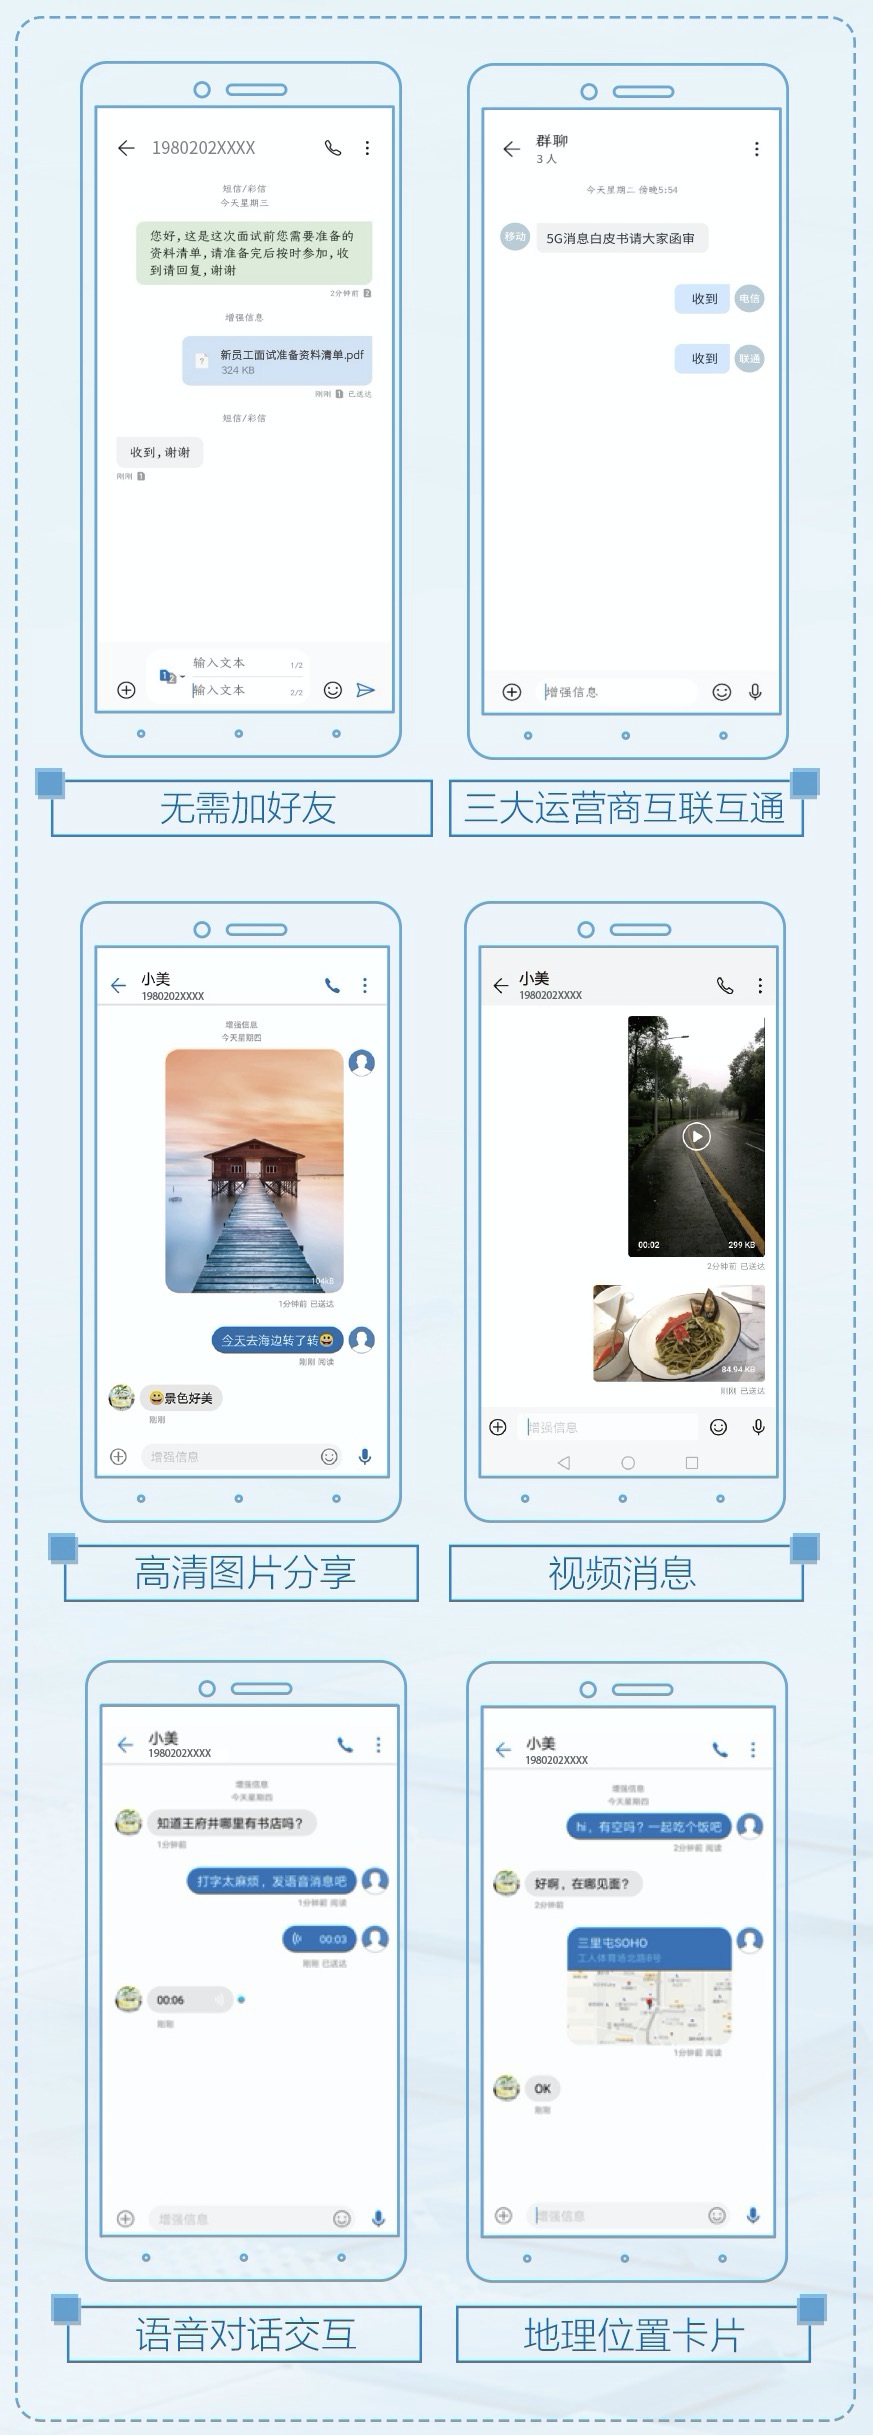 1980202XXXX
短信/彩信
今天星期三
您好,这是这次面试前您需要准备的
资料清单,请准备完后按时参加,收
到请回复,谢谢
2分钟前 2
增强信息
新员工面试准备资料清单.pdf
324 KB
刚刚 1 已送达
短信/彩信
收到,谢谢
刚刚 1
输入文本 1/2
1 2
输入文本 2/2
无需加好友
群聊
3 人
今天星期二 傍晚5:54
移动 5G消息白皮书请大家函审
收到 电信
收到 联通
增强信息
三大运营商互联互通
小美
1980202XXXX
增强信息
今天星期四
104kB
1分钟前 已送达
今天去海边转了转😀
刚刚 阅读
😀景色好美
刚刚
增强信息
高清图片分享
小美
1980202XXXX
00:02 299 KB
2分钟前 已送达
84.94 KB
刚刚 已送达
增强信息
视频消息
小美
1980202XXXX
增强信息
今天星期四
知道王府井哪里有书店吗?
1分钟前
打字太麻烦，发语音消息吧
1分钟前 阅读
00:03
刚刚 已送达
00:06
刚刚
增强信息
语音对话交互
小美
1980202XXXX
增强信息
今天星期四
hi，有空吗？一起吃个饭吧
2分钟前 阅读
好啊，在哪见面？
2分钟前
三里屯SOHO
工人体育场北路8号
1分钟前 阅读
OK
刚刚
增强信息
地理位置卡片